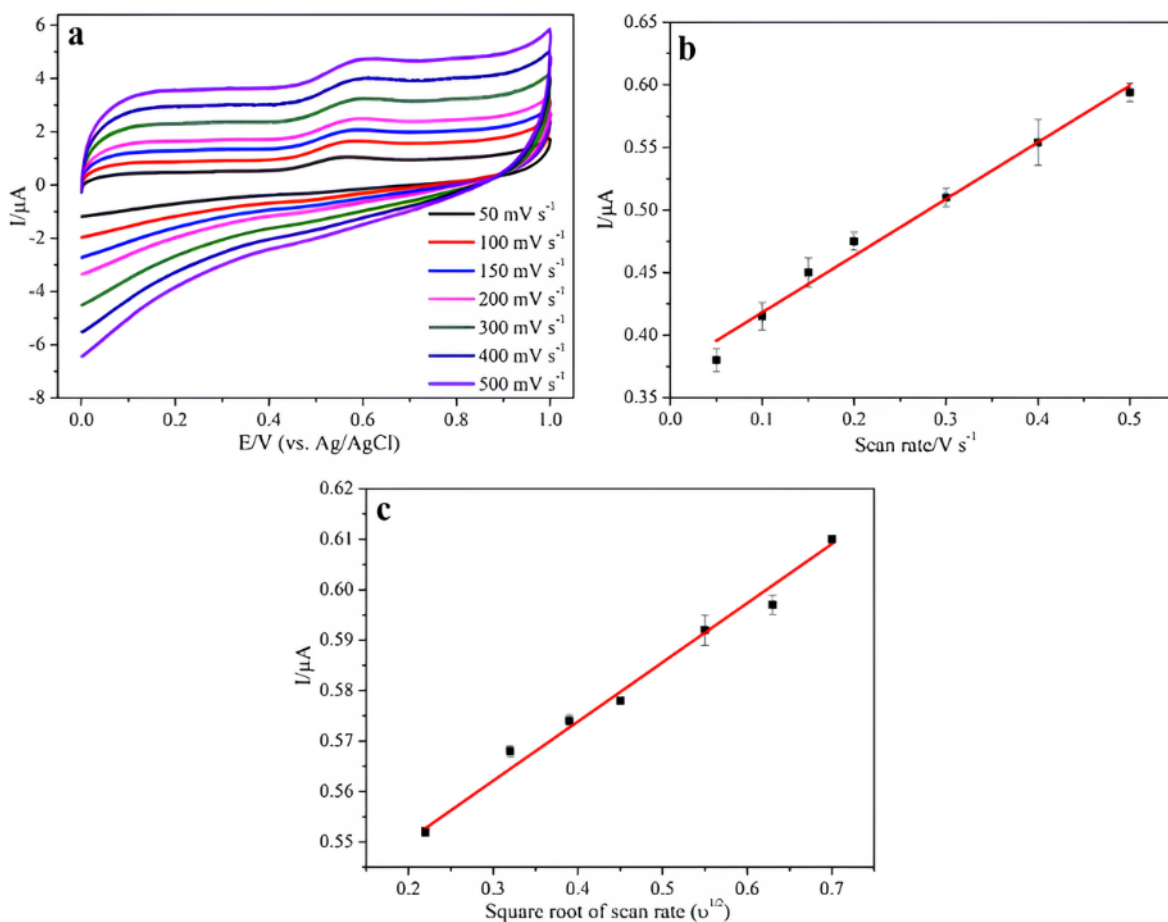 a
6
4
2
0
-2
-4
-6
-8
I/µA
0.0 0.2 0.4 0.6 0.8 1.0
E/V (vs. Ag/AgCl)
50 mV s⁻¹
100 mV s⁻¹
150 mV s⁻¹
200 mV s⁻¹
300 mV s⁻¹
400 mV s⁻¹
500 mV s⁻¹
b
0.65
0.60
0.55
0.50
0.45
0.40
0.35
I/µA
0.0 0.1 0.2 0.3 0.4 0.5
Scan rate/V s⁻¹
c
0.62
0.61
0.60
0.59
0.58
0.57
0.56
0.55
I/µA
0.2 0.3 0.4 0.5 0.6 0.7
Square root of scan rate (υ¹ᐟ²)